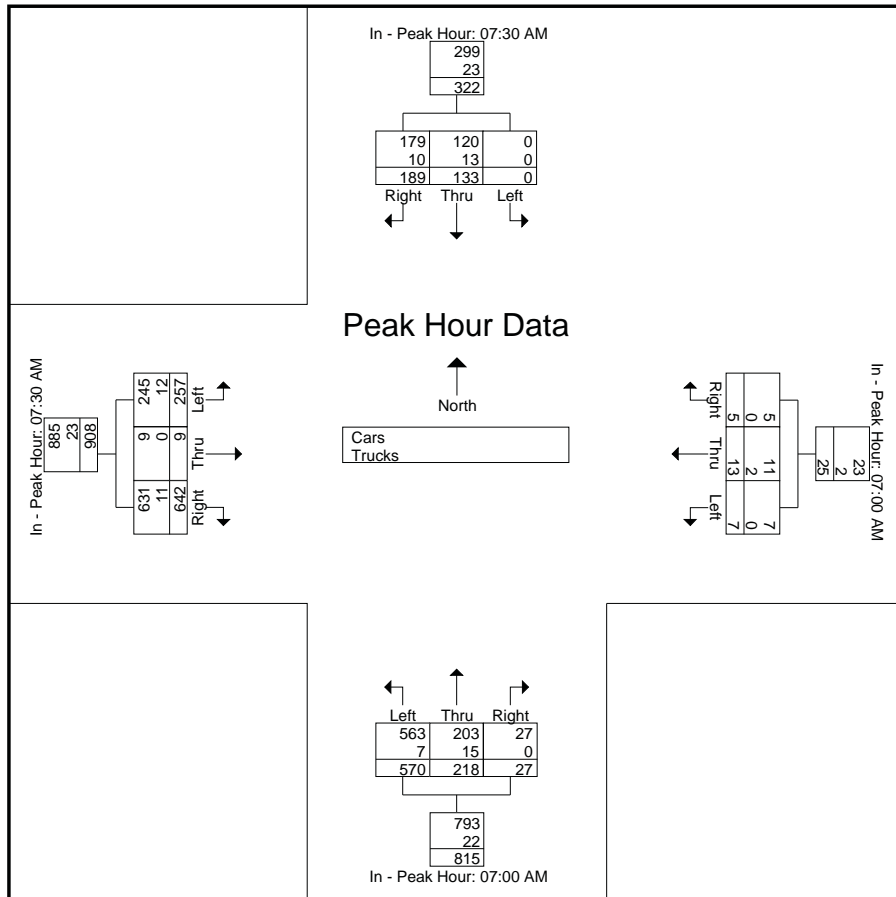 In - Peak Hour: 07:30 AM
299
23
322
179 120 0
10 13 0
189 133 0
Right Thru Left
Peak Hour Data
North
Cars
Trucks
In - Peak Hour: 07:30 AM
885
23
908
245 9 631
12 0 11
257 9 642
Left Thru Right
In - Peak Hour: 07:00 AM
23
2
25
5 11 7
0 2 0
5 13 7
Right Thru Left
Left Thru Right
563 203 27
7 15 0
570 218 27
793
22
815
In - Peak Hour: 07:00 AM